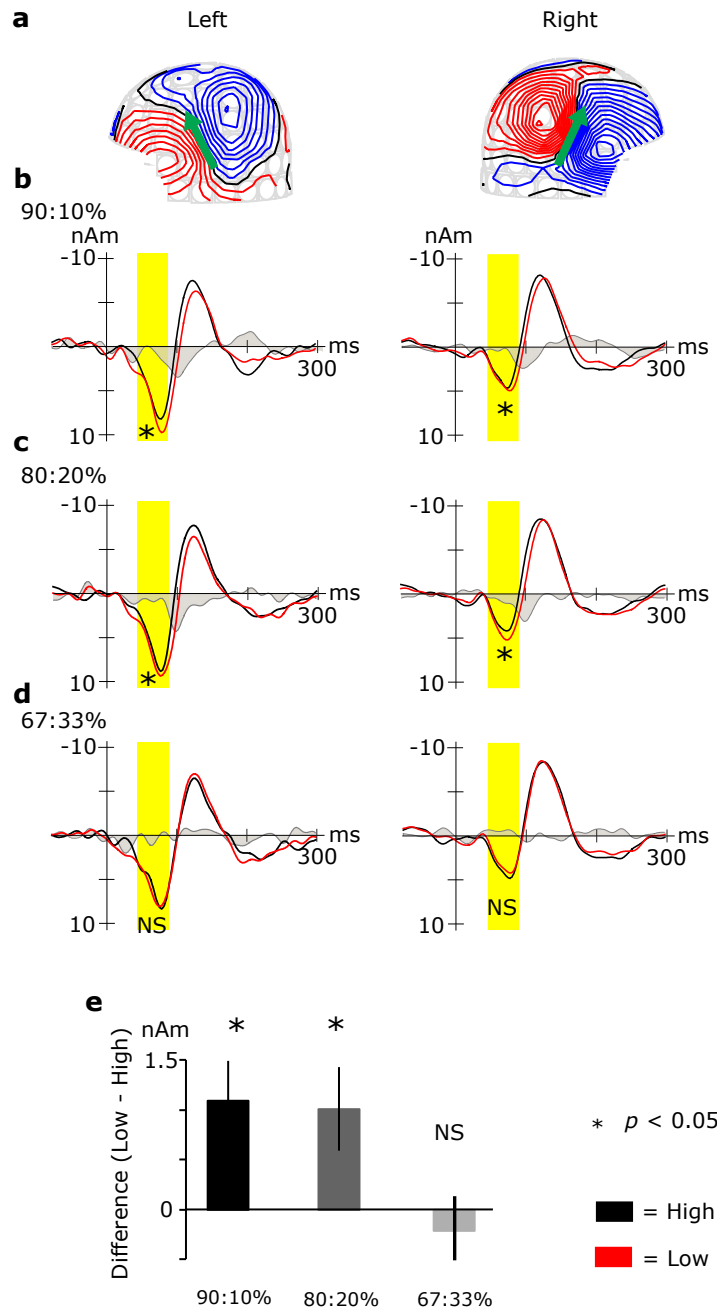 a
Left Right
b
90:10%
nAm nAm
-10 -10
ms ms
300 300
* *
10 10
c
80:20%
-10 -10
ms ms
300 300
* *
10 10
d
67:33%
-10 -10
ms ms
300 300
NS NS
10 10
e
nAm * *
1.5
NS
* p < 0.05
Difference (Low - High)
0
= High
= Low
90:10% 80:20% 67:33%